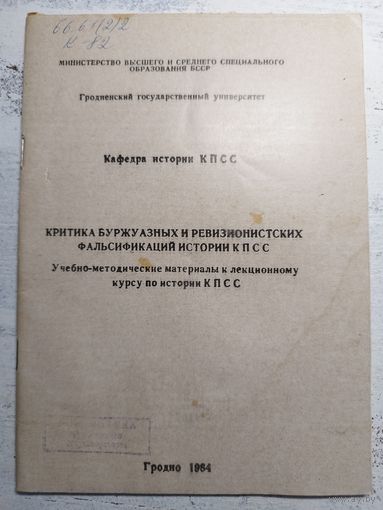 66.61(2)2
К-82
МИНИСТЕРСТВО ВЫСШЕГО И СРЕДНЕГО СПЕЦИАЛЬНОГО
ОБРАЗОВАНИЯ БССР
Гродненский государственный университет
Кафедра истории КПСС
КРИТИКА БУРЖУАЗНЫХ И РЕВИЗИОНИСТСКИХ
ФАЛЬСИФИКАЦИЙ ИСТОРИИ КПСС
Учебно-методические материалы к лекционному
курсу по истории КПСС
Гродно 1984